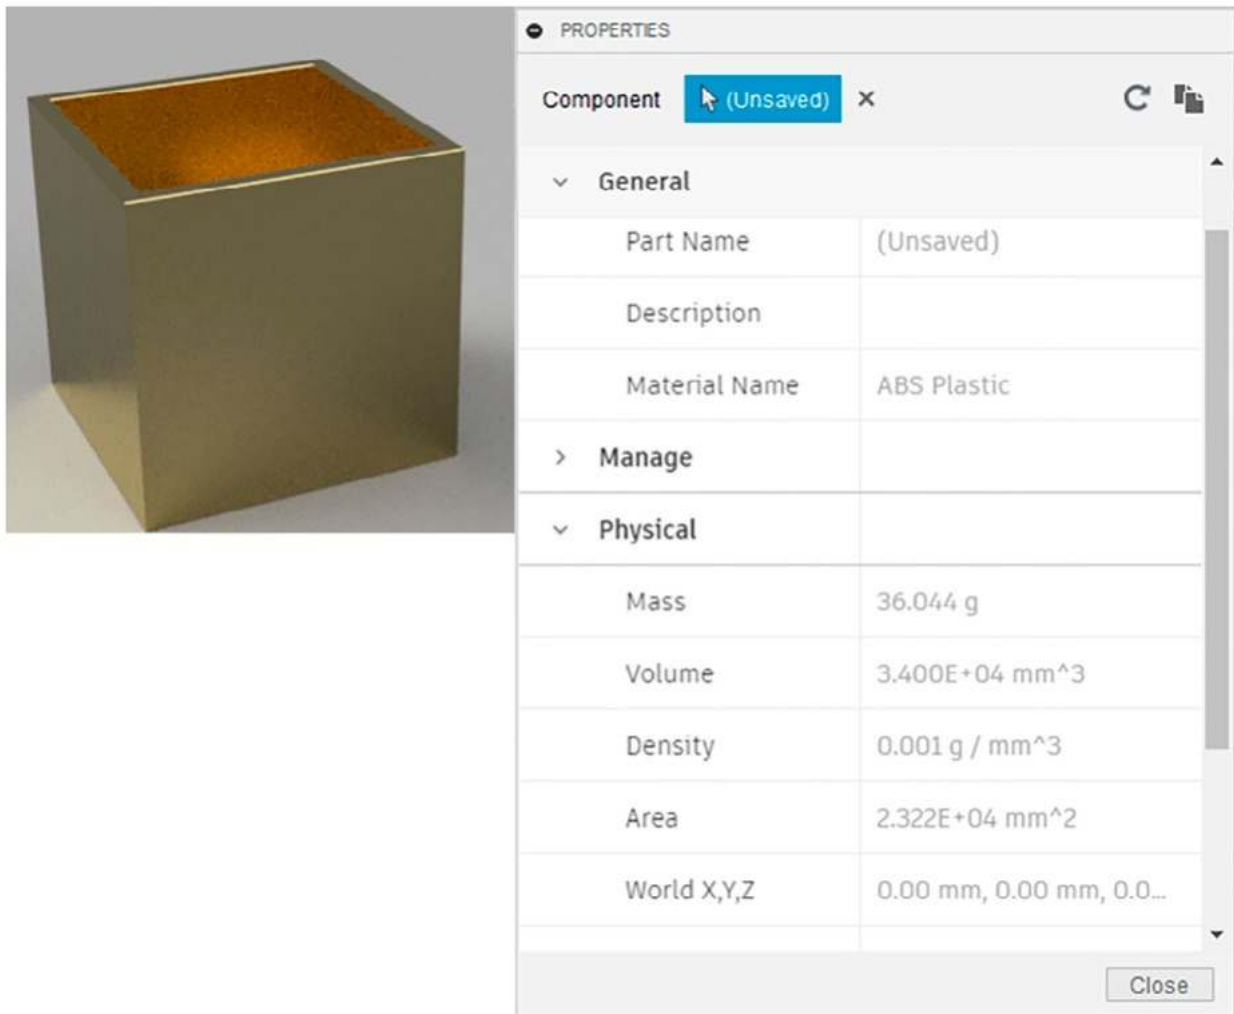 PROPERTIES
Component (Unsaved)
General
Part Name (Unsaved)
Description
Material Name ABS Plastic
Manage
Physical
Mass 36.044 g
Volume 3.400E+04 mm^3
Density 0.001 g / mm^3
Area 2.322E+04 mm^2
World X,Y,Z 0.00 mm, 0.00 mm, 0.0...
Close